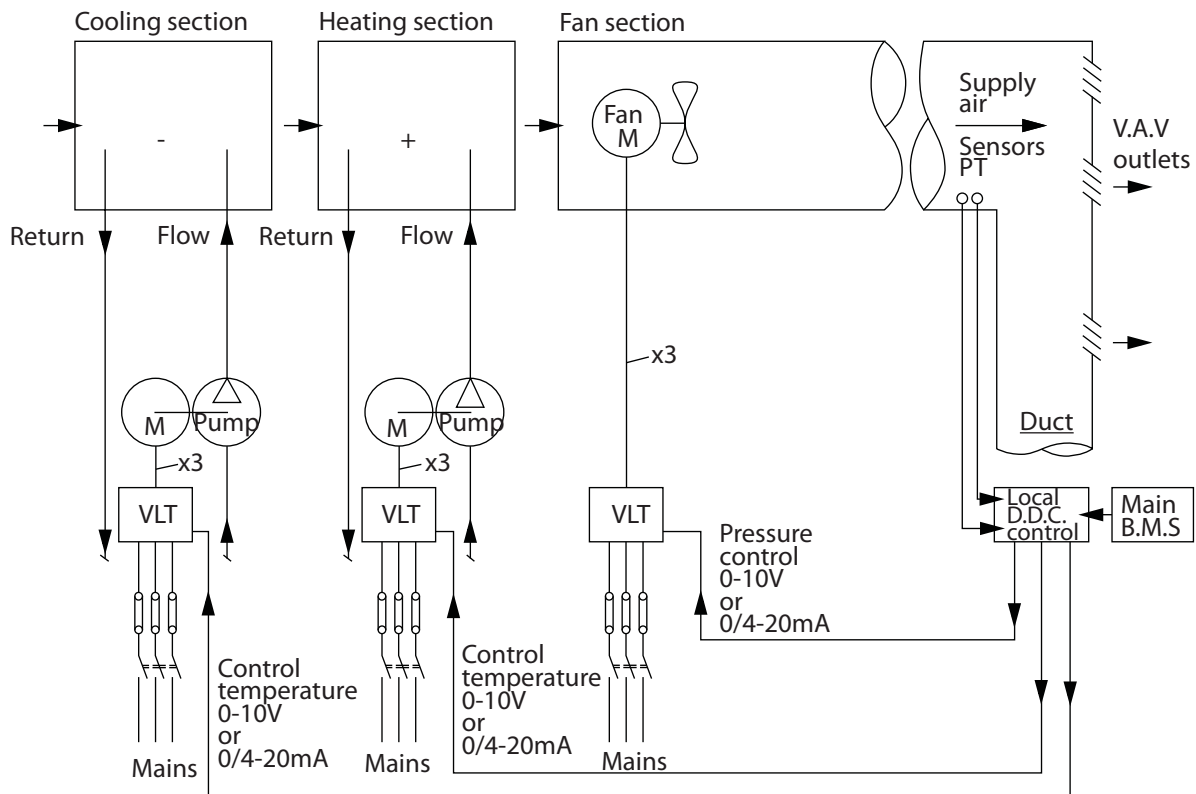 Cooling section
Heating section
Fan section
-
+
Fan
M
Supply
air
Sensors
PT
V.A.V
outlets
Return
Flow
Return
Flow
x3
M
Pump
M
Pump
Duct
x3
x3
VLT
VLT
VLT
Local
D.D.C.
control
Main
B.M.S
Pressure
control
0-10V
or
0/4-20mA
Control
temperature
0-10V
or
0/4-20mA
Control
temperature
0-10V
or
0/4-20mA
Mains
Mains
Mains